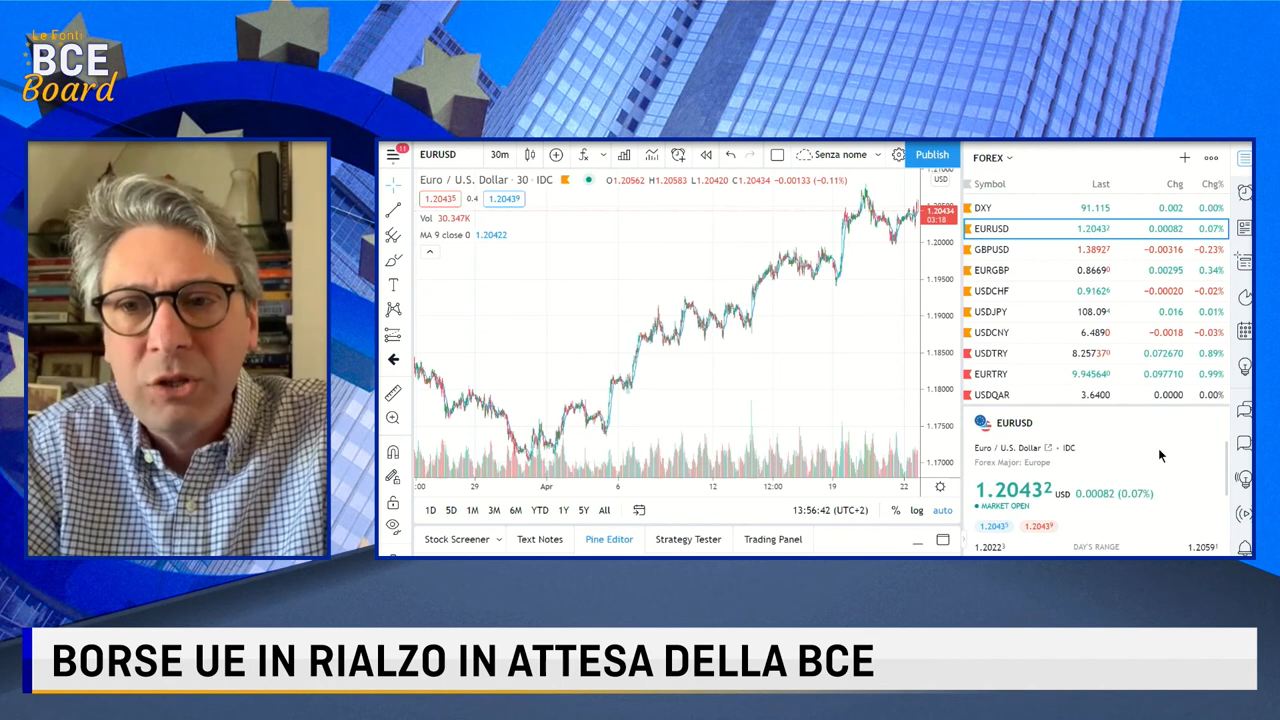 Le Fonti
BCE
Board
11
EURUSD
30m
Senza nome
Publish
Euro / U.S. Dollar · 30 · IDC
O1.20562 H1.20583 L1.20420 C1.20434 −0.00133 (−0.11%)
1.20435
0.4
1.20439
Vol 30.347K
MA 9 close 0 1.20422
USD
1.20434
03:18
1.20000
1.19500
1.19000
1.18500
1.18000
1.17500
1.17000
:00 29 Apr 6 12 12:00 19 22
1D 5D 1M 3M 6M YTD 1Y 5Y All
13:56:42 (UTC+2)
% log auto
Stock Screener
Text Notes
Pine Editor
Strategy Tester
Trading Panel
FOREX
Symbol Last Chg Chg%
DXY 91.115 0.002 0.00%
EURUSD 1.20432 0.00082 0.07%
GBPUSD 1.38927 −0.00316 −0.23%
EURGBP 0.86690 0.00295 0.34%
USDCHF 0.91626 −0.00020 −0.02%
USDJPY 108.094 0.016 0.01%
USDCNY 6.4890 −0.0018 −0.03%
USDTRY 8.257370 0.072670 0.89%
EURTRY 9.945640 0.097710 0.99%
USDQAR 3.6400 0.0000 0.00%
EURUSD
Euro / U.S. Dollar · IDC
Forex Major: Europe
1.20432 USD 0.00082 (0.07%)
MARKET OPEN
1.20435
1.20439
1.20223 DAY'S RANGE 1.20591
BORSE UE IN RIALZO IN ATTESA DELLA BCE